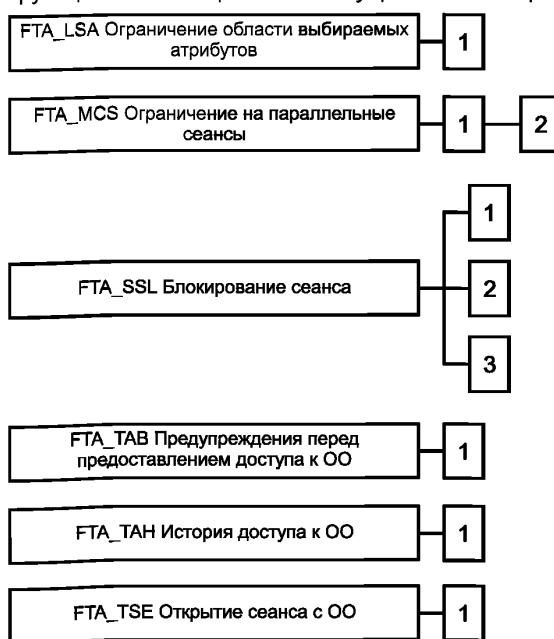 FTA_LSA Ограничение области выбираемых
атрибутов
1
FTA_MCS Ограничение на параллельные
сеансы
1
2
1
FTA_SSL Блокирование сеанса
2
3
FTA_TAB Предупреждения перед
предоставлением доступа к ОО
1
FTA_TAH История доступа к ОО
1
FTA_TSE Открытие сеанса с ОО
1